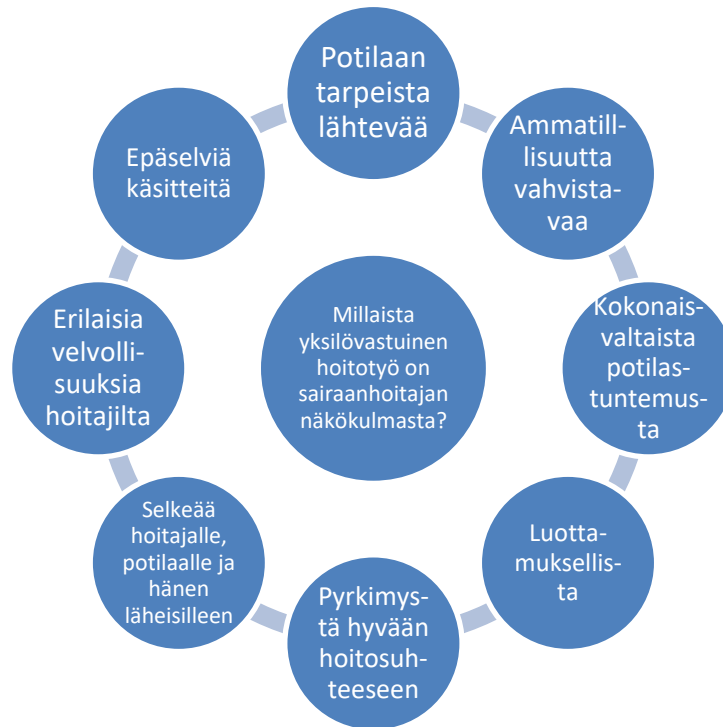 Potilaan
tarpeista
lähtevää
Ammatill-
lisuutta
vahvista-
vaa
Kokonais-
valtaista
potilas-
tuntemus-
ta
Luotta-
muksellis-
ta
Pyrkimys-
tä hyvään
hoitosuh-
teeseen
Selkeää
hoitajalle,
potilaalle ja
hänen
läheisilleen
Erilaisia
velvolli-
suuksia
hoitajilta
Epäselviä
käsitteitä
Millaista
yksilövastuinen
hoitotyö on
sairaanhoitajan
näkökulmasta?